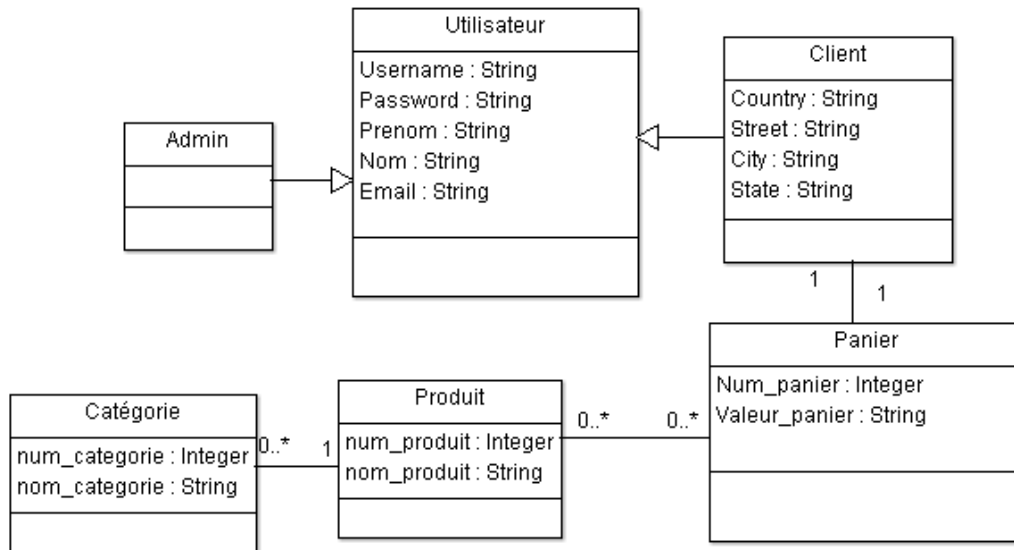 Utilisateur
Username : String
Password : String
Prenom : String
Nom : String
Email : String
Client
Country : String
Street : String
City : String
State : String
Admin
1
1
Panier
Num_panier : Integer
Valeur_panier : String
Produit
num_produit : Integer
nom_produit : String
0..*
0..*
Catégorie
num_categorie : Integer
nom_categorie : String
0..*
1